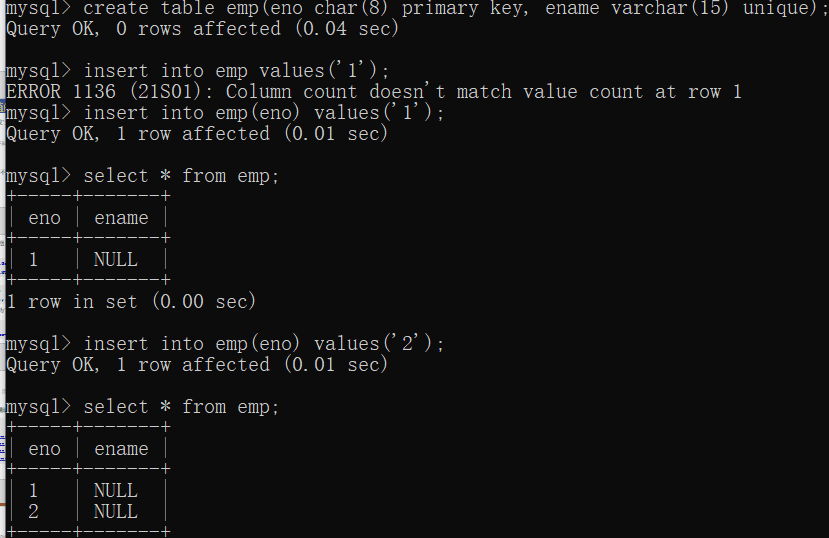 mysql> create table emp(eno char(8) primary key, ename varchar(15) unique);
Query OK, 0 rows affected (0.04 sec)
mysql> insert into emp values('1');
ERROR 1136 (21S01): Column count doesn't match value count at row 1
mysql> insert into emp(eno) values('1');
Query OK, 1 row affected (0.01 sec)
mysql> select * from emp;
+-----+-------+
| eno | ename |
+-----+-------+
| 1   | NULL  |
+-----+-------+
1 row in set (0.00 sec)
mysql> insert into emp(eno) values('2');
Query OK, 1 row affected (0.01 sec)
mysql> select * from emp;
+-----+-------+
| eno | ename |
+-----+-------+
| 1   | NULL  |
| 2   | NULL  |
+-----+-------+